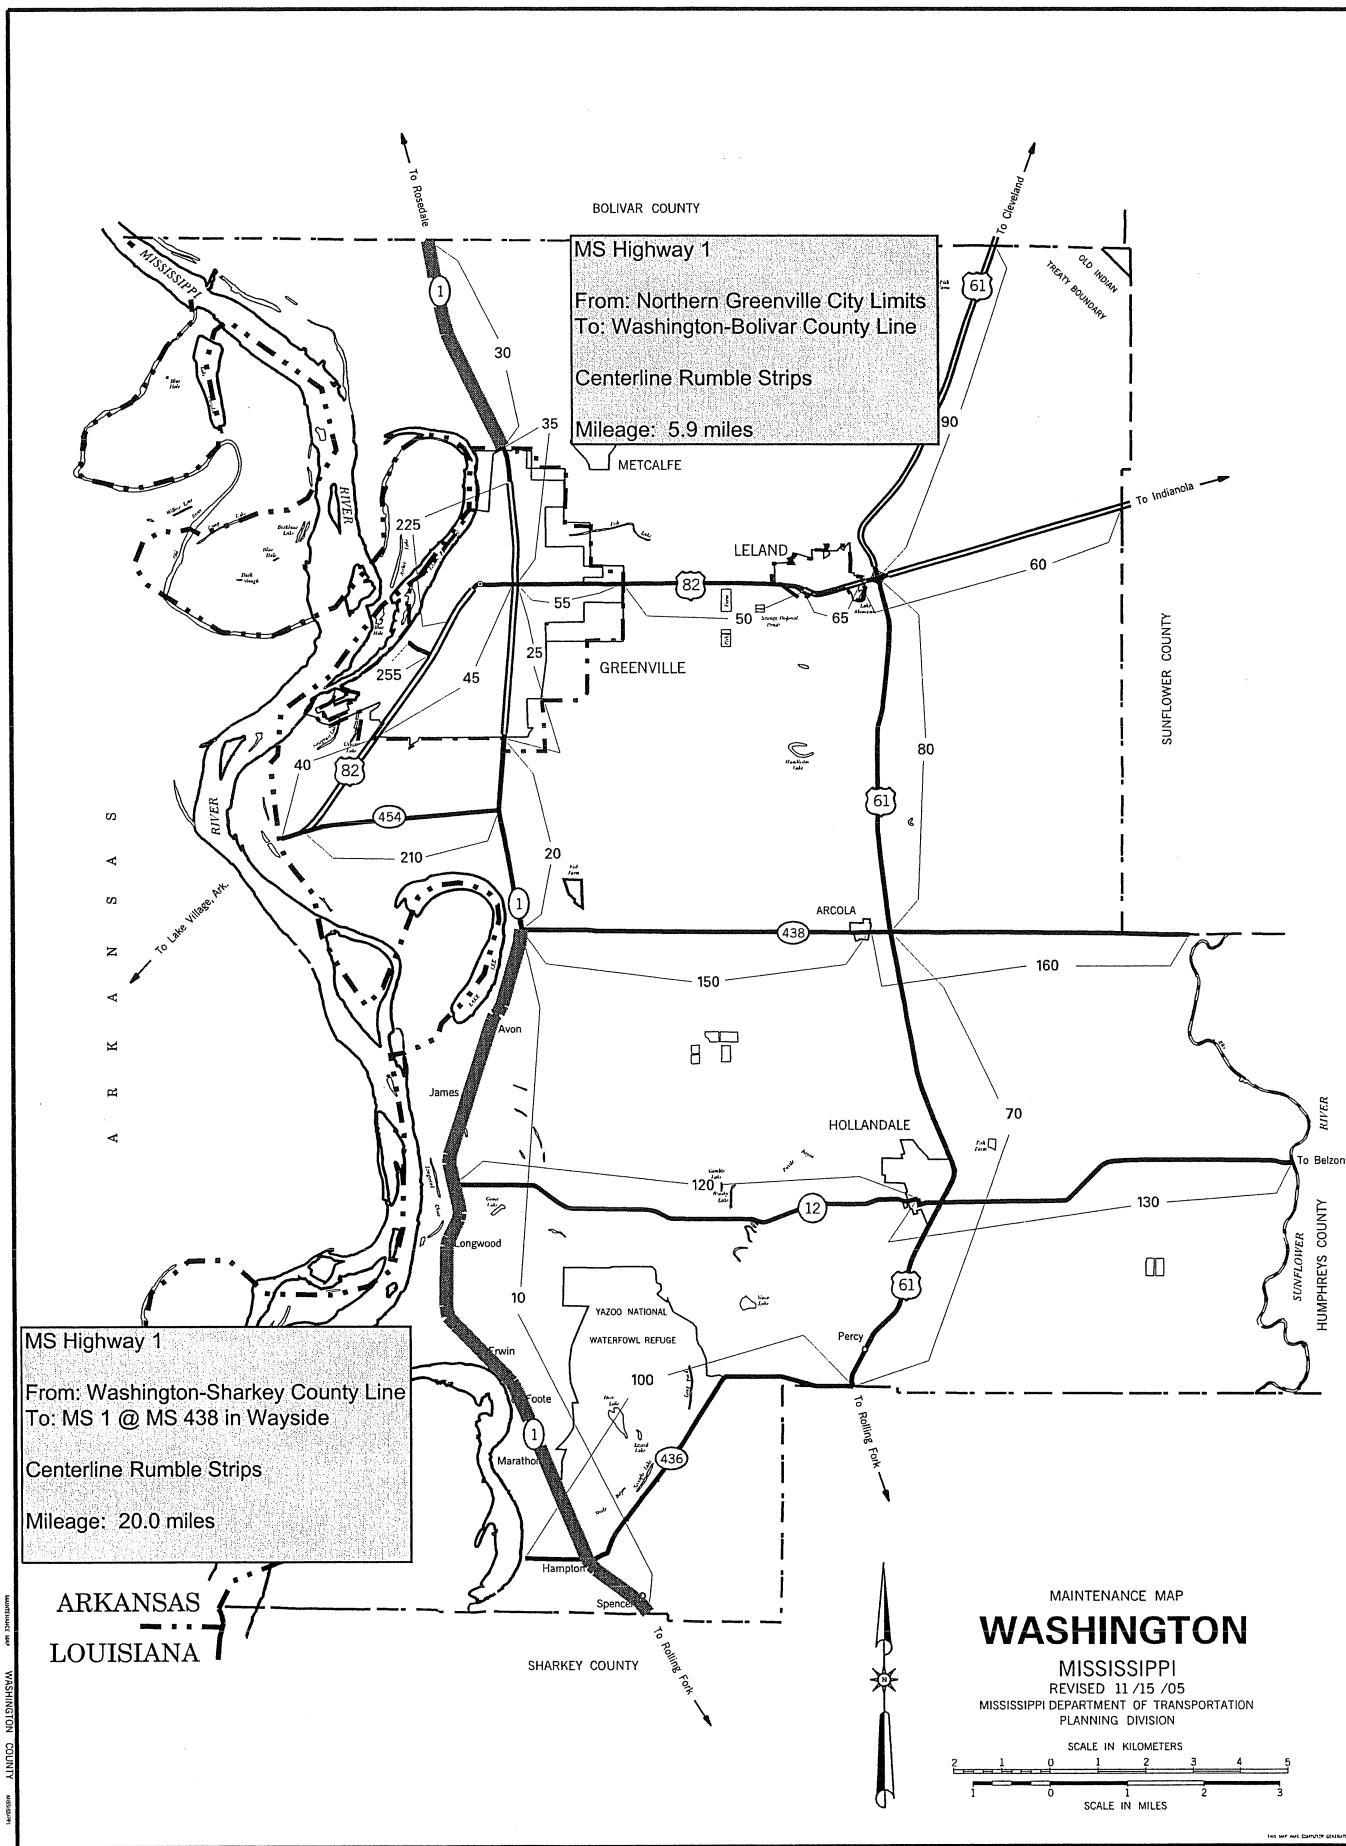 To Rosedale
BOLIVAR COUNTY
To Cleveland
MISSISSIPPI
MS Highway 1
From: Northern Greenville City Limits
To: Washington-Bolivar County Line
Centerline Rumble Strips
Mileage: 5.9 miles
1
61
OLD INDIAN
TREATY BOUNDARY
30
35
90
METCALFE
RIVER
225
To Indianola
LELAND
82
60
55
50
65
SUNFLOWER COUNTY
255
45
25
GREENVILLE
40
82
80
61
RIVER
454
210
20
1
ARKANSAS
To Lake Village, Ark.
ARCOLA
438
150
160
Avon
James
70
HOLLANDALE
RIVER
To Belzon
120
12
130
Longwood
SUNFLOWER
HUMPHREYS COUNTY
10
61
YAZOO NATIONAL
WATERFOWL REFUGE
Percy
Erwin
100
Foote
MS Highway 1
From: Washington-Sharkey County Line
To: MS 1 @ MS 438 in Wayside
Centerline Rumble Strips
Mileage: 20.0 miles
1
Marathon
436
To Rolling Fork
Hampton
Spencer
ARKANSAS
LOUISIANA
To Rolling Fork
SHARKEY COUNTY
N
MAINTENANCE MAP
WASHINGTON
MISSISSIPPI
REVISED 11/15/05
MISSISSIPPI DEPARTMENT OF TRANSPORTATION
PLANNING DIVISION
SCALE IN KILOMETERS
2 1 0 1 2 3 4 5
1 0 1 2 3
SCALE IN MILES
MAINTENANCE MAP WASHINGTON COUNTY MISSISSIPPI